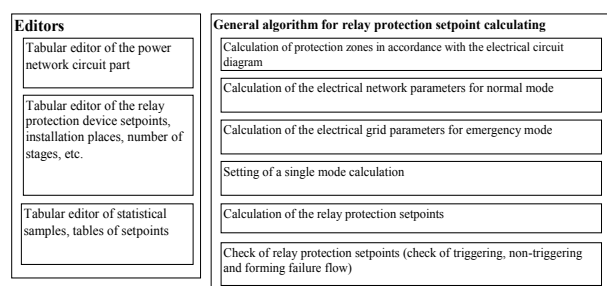 Editors
Tabular editor of the power
network circuit part
Tabular editor of the relay
protection device setpoints,
installation places, number of
stages, etc.
Tabular editor of statistical
samples, tables of setpoints
General algorithm for relay protection setpoint calculating
Calculation of protection zones in accordance with the electrical circuit
diagram
Calculation of the electrical network parameters for normal mode
Calculation of the electrical grid parameters for emergency mode
Setting of a single mode calculation
Calculation of the relay protection setpoints
Check of relay protection setpoints (check of triggering, non-triggering
and forming failure flow)